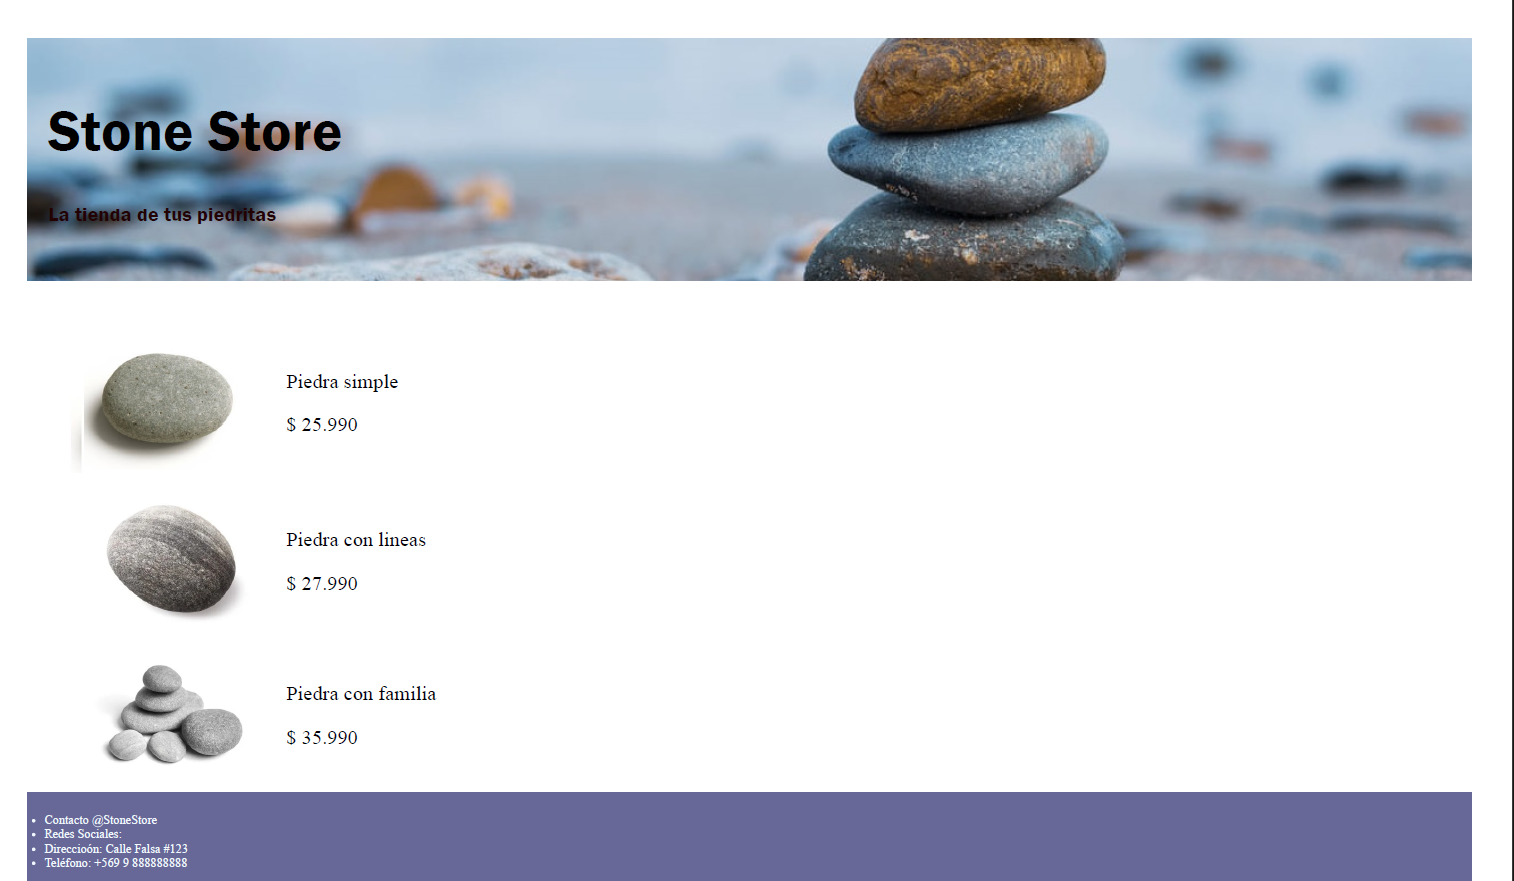 Stone Store
La tienda de tus piedritas
Piedra simple
$ 25.990
Piedra con lineas
$ 27.990
Piedra con familia
$ 35.990
Contacto @StoneStore
Redes Sociales:
Direccioón: Calle Falsa #123
Teléfono: +569 9 888888888